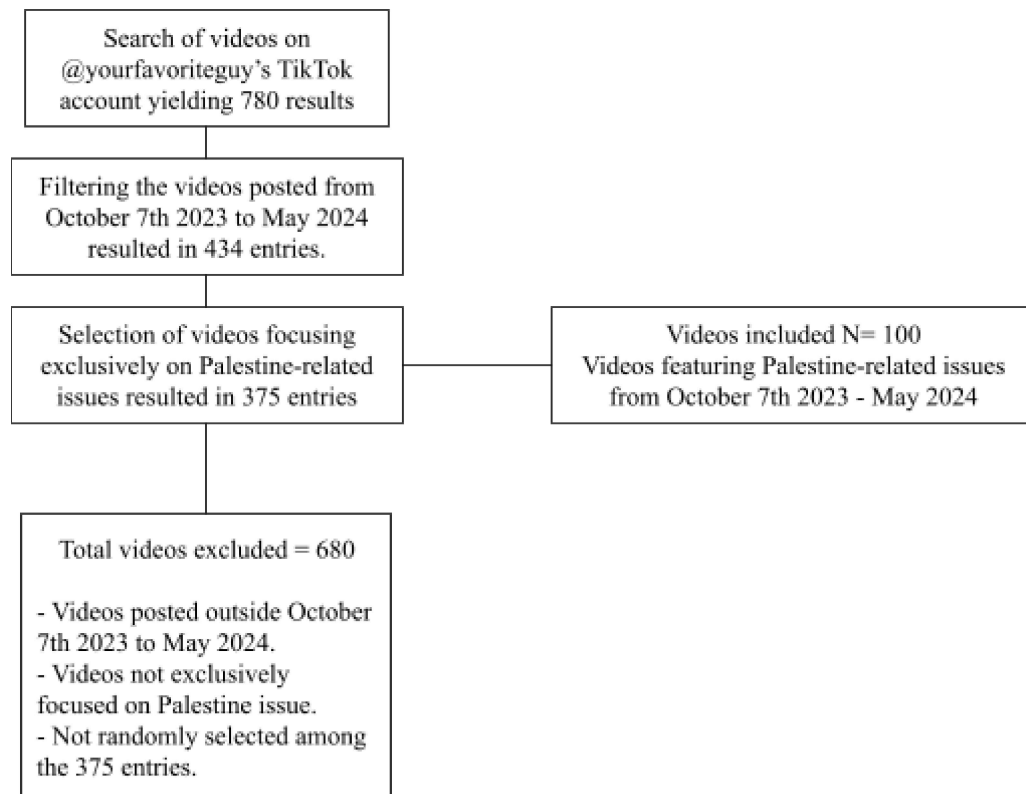 Search of videos on
@yourfavoriteguy's TikTok
account yielding 780 results
Filtering the videos posted from
October 7th 2023 to May 2024
resulted in 434 entries.
Selection of videos focusing
exclusively on Palestine-related
issues resulted in 375 entries
Videos included N= 100
Videos featuring Palestine-related issues
from October 7th 2023 - May 2024
Total videos excluded = 680
- Videos posted outside October
7th 2023 to May 2024.
- Videos not exclusively
focused on Palestine issue.
- Not randomly selected among
the 375 entries.